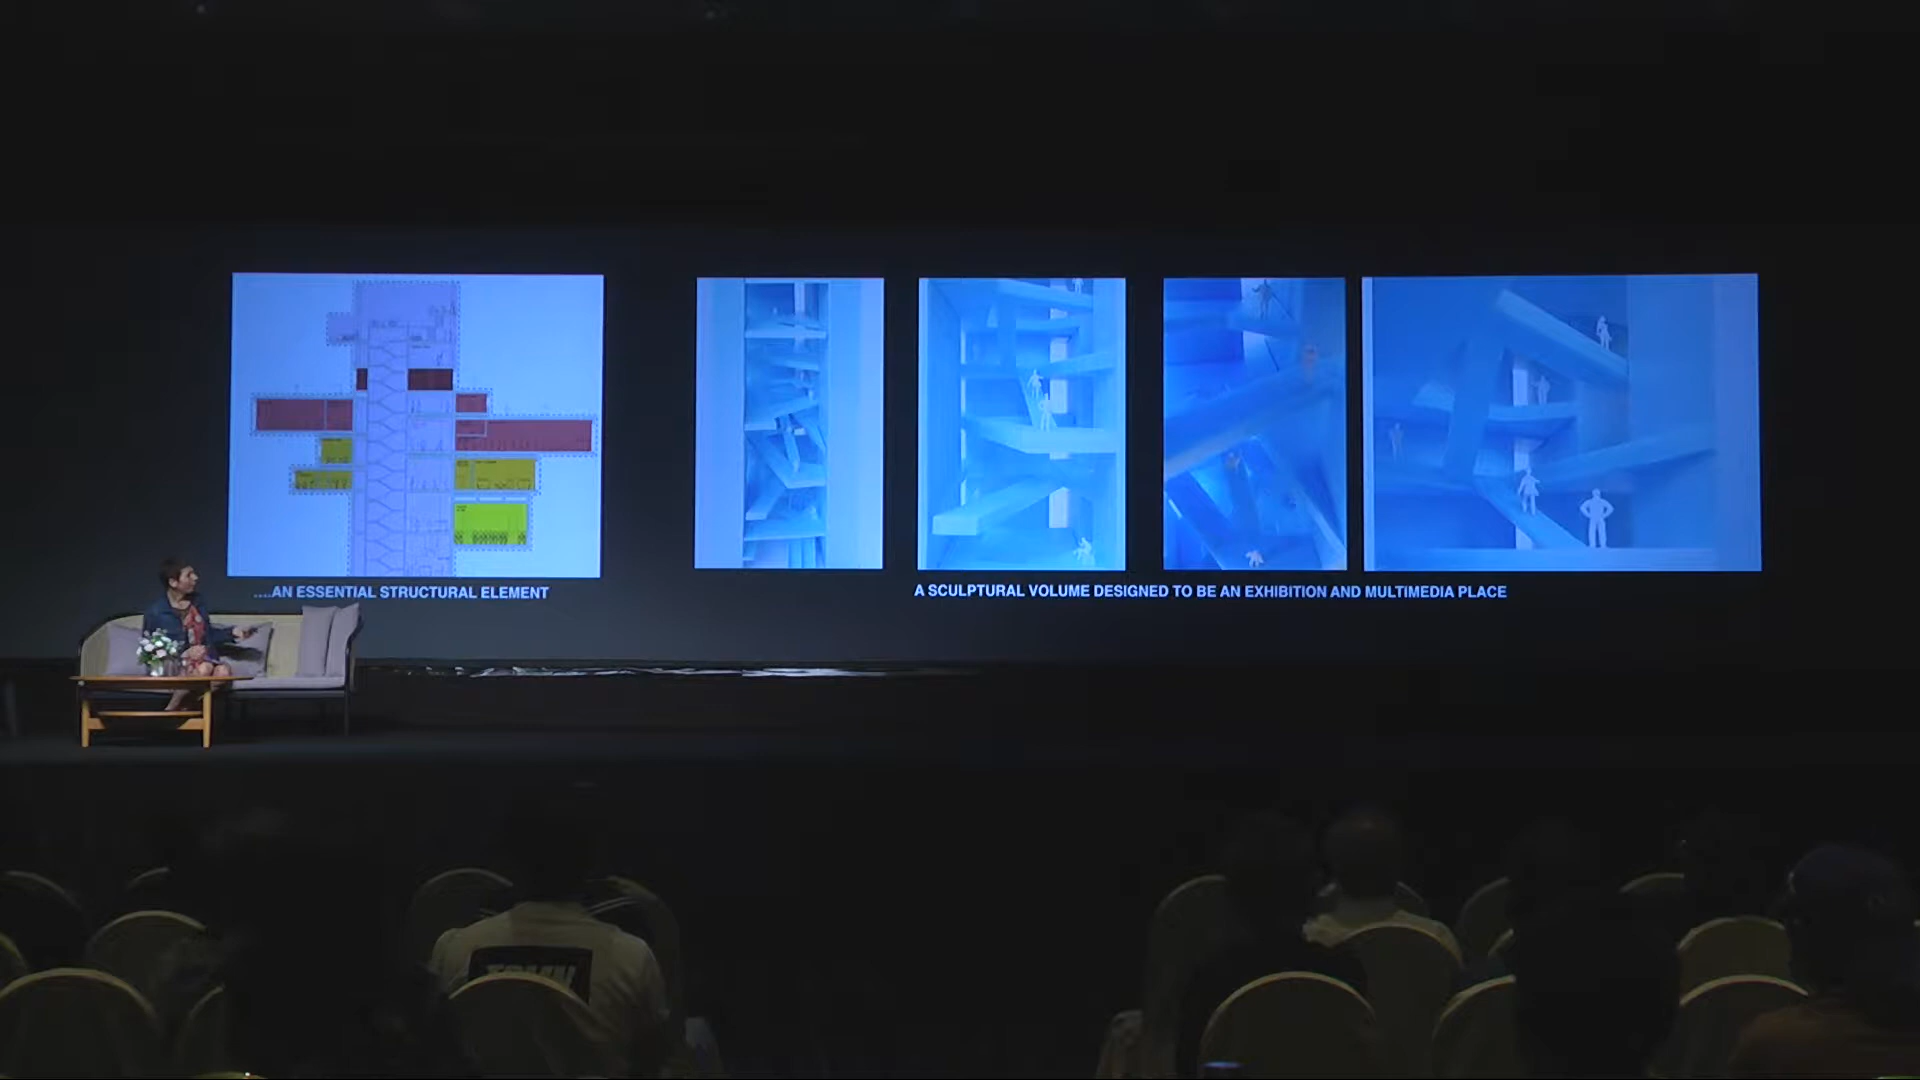 ....AN ESSENTIAL STRUCTURAL ELEMENT
A SCULPTURAL VOLUME DESIGNED TO BE AN EXHIBITION AND MULTIMEDIA PLACE